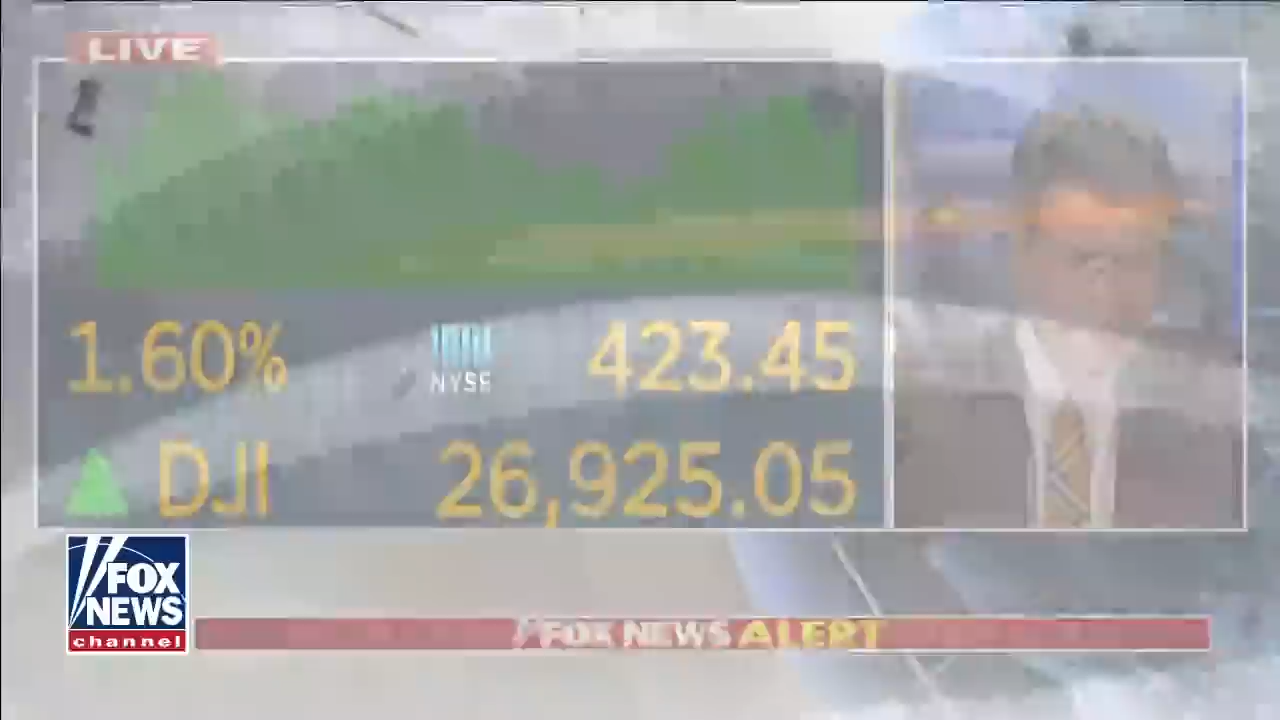 LIVE
1.60% NYSE 423.45
DJI 26,925.05
FOX
NEWS
channel
FOX NEWS ALERT